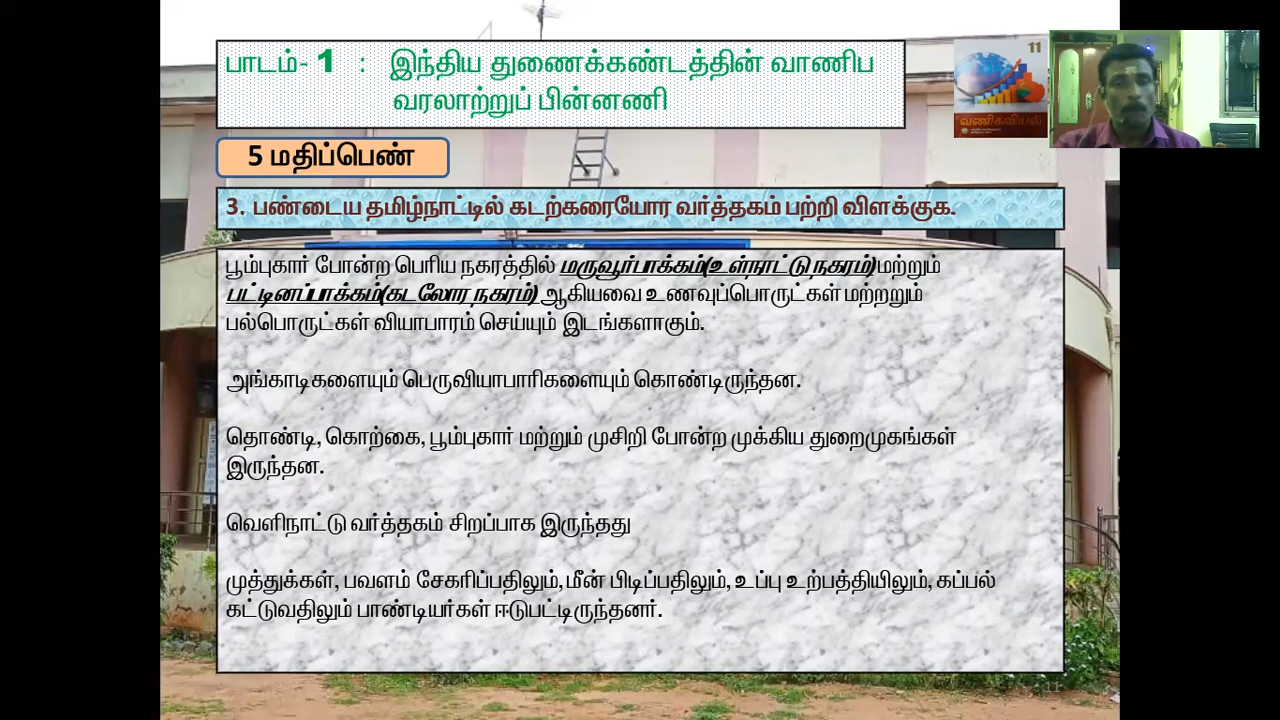 பாடம்- 1 : இந்திய துணைக்கண்டத்தின் வாணிப
வரலாற்றுப் பின்னணி
11
வணிகவியல்
5 மதிப்பெண்
3. பண்டைய தமிழ்நாட்டில் கடற்கரையோர வர்த்தகம் பற்றி விளக்குக.
பூம்புகார் போன்ற பெரிய நகரத்தில் மருவூர்பாக்கம்(உள்நாட்டு நகரம்) மற்றும்
பட்டினப்பாக்கம்(கடலோர நகரம்) ஆகியவை உணவுப்பொருட்கள் மற்றறும்
பல்பொருட்கள் வியாபாரம் செய்யும் இடங்களாகும்.
அங்காடிகளையும் பெருவியாபாரிகளையும் கொண்டிருந்தன.
தொண்டி, கொற்கை, பூம்புகார் மற்றும் முசிறி போன்ற முக்கிய துறைமுகங்கள்
இருந்தன.
வெளிநாட்டு வர்த்தகம் சிறப்பாக இருந்தது
முத்துக்கள், பவளம் சேகரிப்பதிலும், மீன் பிடிப்பதிலும், உப்பு உற்பத்தியிலும், கப்பல்
கட்டுவதிலும் பாண்டியர்கள் ஈடுபட்டிருந்தனர்.